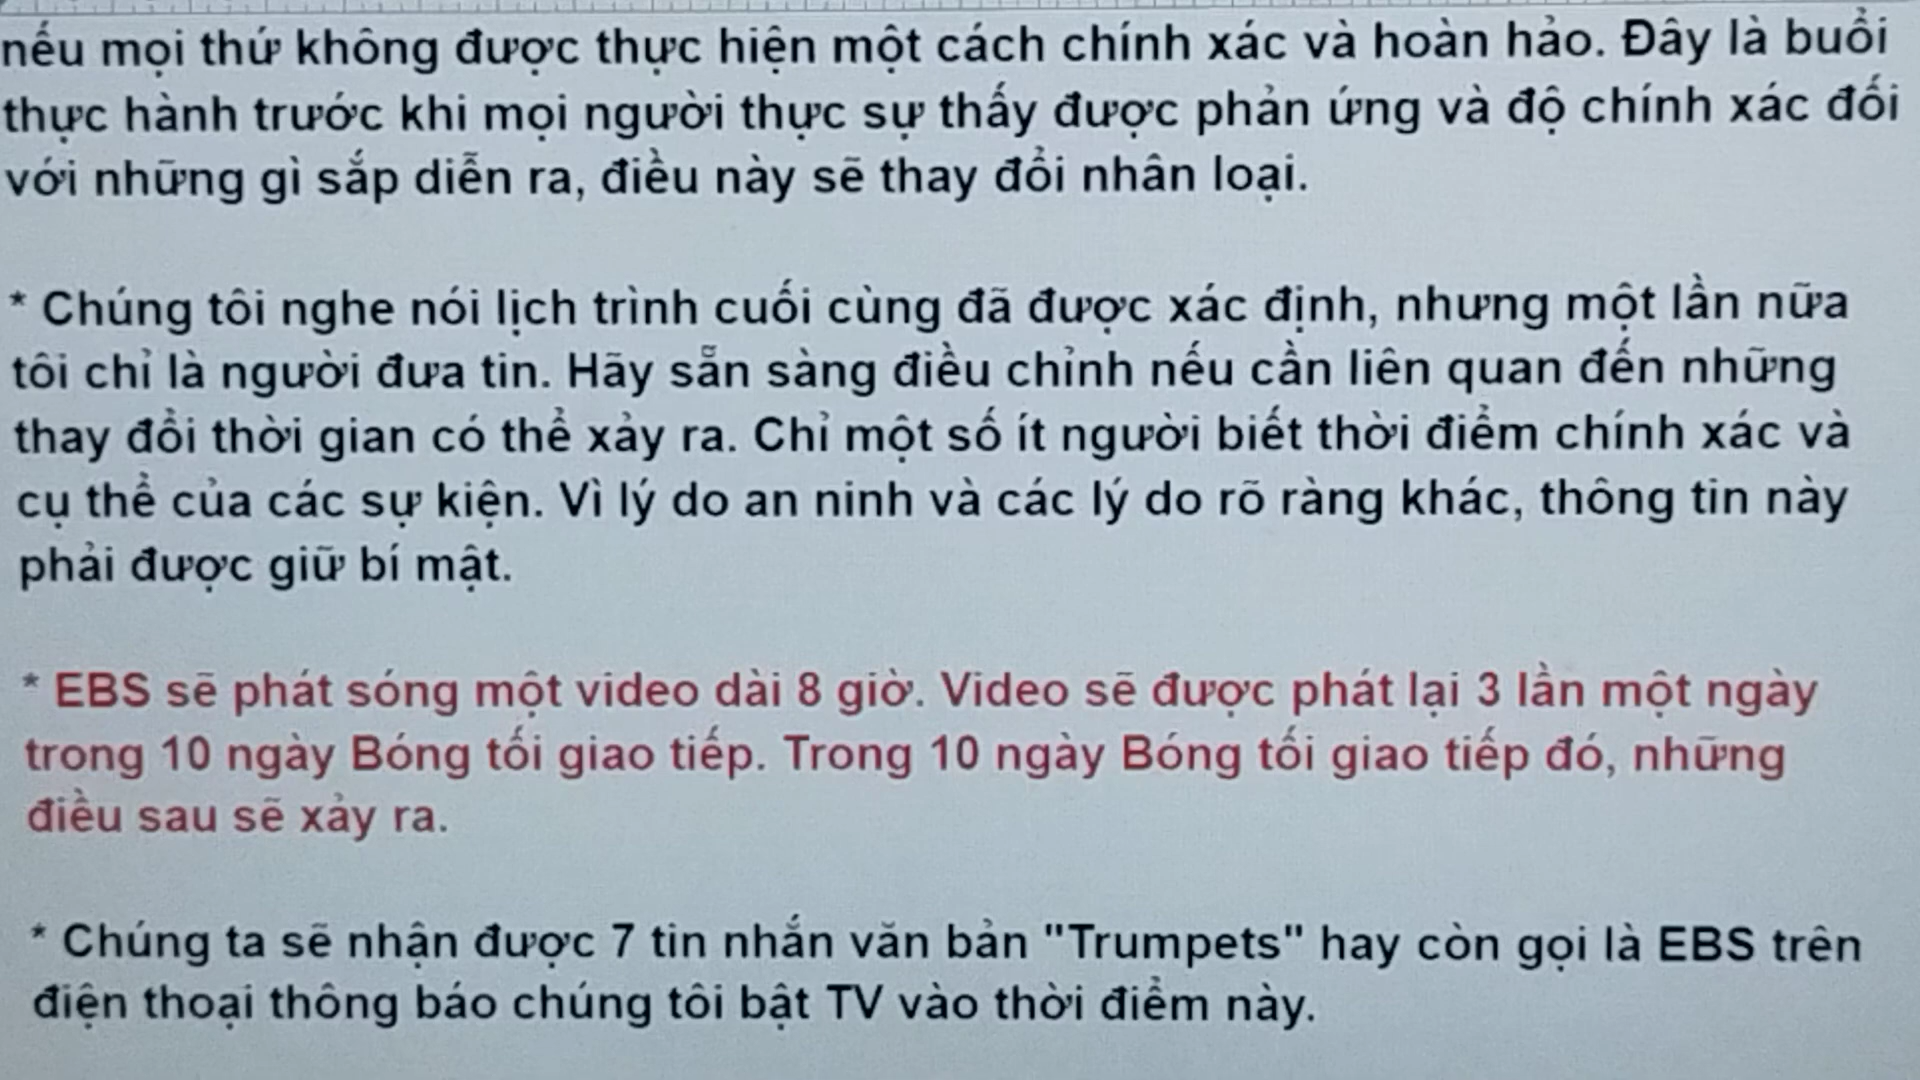 nếu mọi thứ không được thực hiện một cách chính xác và hoàn hảo. Đây là buổi
thực hành trước khi mọi người thực sự thấy được phản ứng và độ chính xác đối
với những gì sắp diễn ra, điều này sẽ thay đổi nhân loại.
* Chúng tôi nghe nói lịch trình cuối cùng đã được xác định, nhưng một lần nữa
tôi chỉ là người đưa tin. Hãy sẵn sàng điều chỉnh nếu cần liên quan đến những
thay đổi thời gian có thể xảy ra. Chỉ một số ít người biết thời điểm chính xác và
cụ thể của các sự kiện. Vì lý do an ninh và các lý do rõ ràng khác, thông tin này
phải được giữ bí mật.
* EBS sẽ phát sóng một video dài 8 giờ. Video sẽ được phát lại 3 lần một ngày
trong 10 ngày Bóng tối giao tiếp. Trong 10 ngày Bóng tối giao tiếp đó, những
điều sau sẽ xảy ra.
* Chúng ta sẽ nhận được 7 tin nhắn văn bản "Trumpets" hay còn gọi là EBS trên
điện thoại thông báo chúng tôi bật TV vào thời điểm này.